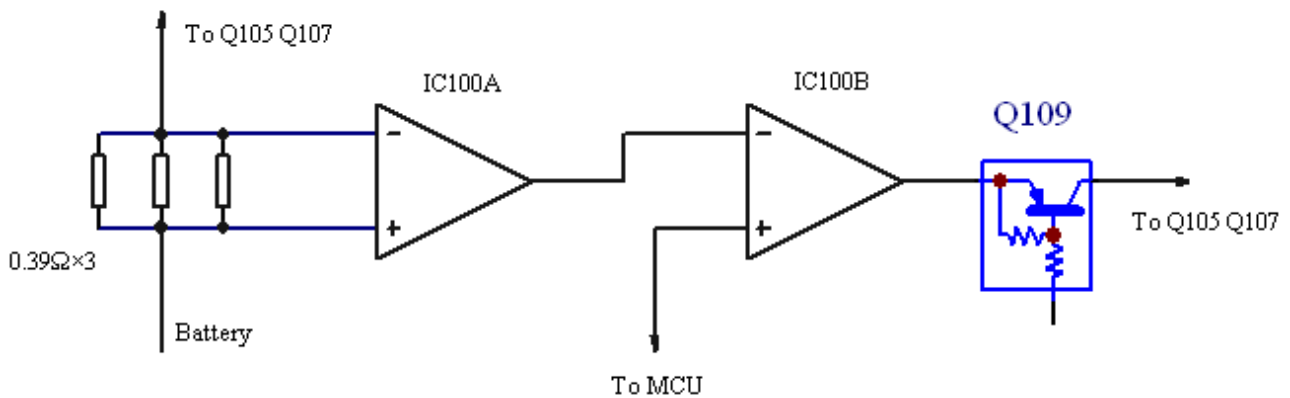 To Q105 Q107
IC100A
IC100B
Q109
−
−
+
+
To Q105 Q107
0.39Ω×3
Battery
To MCU